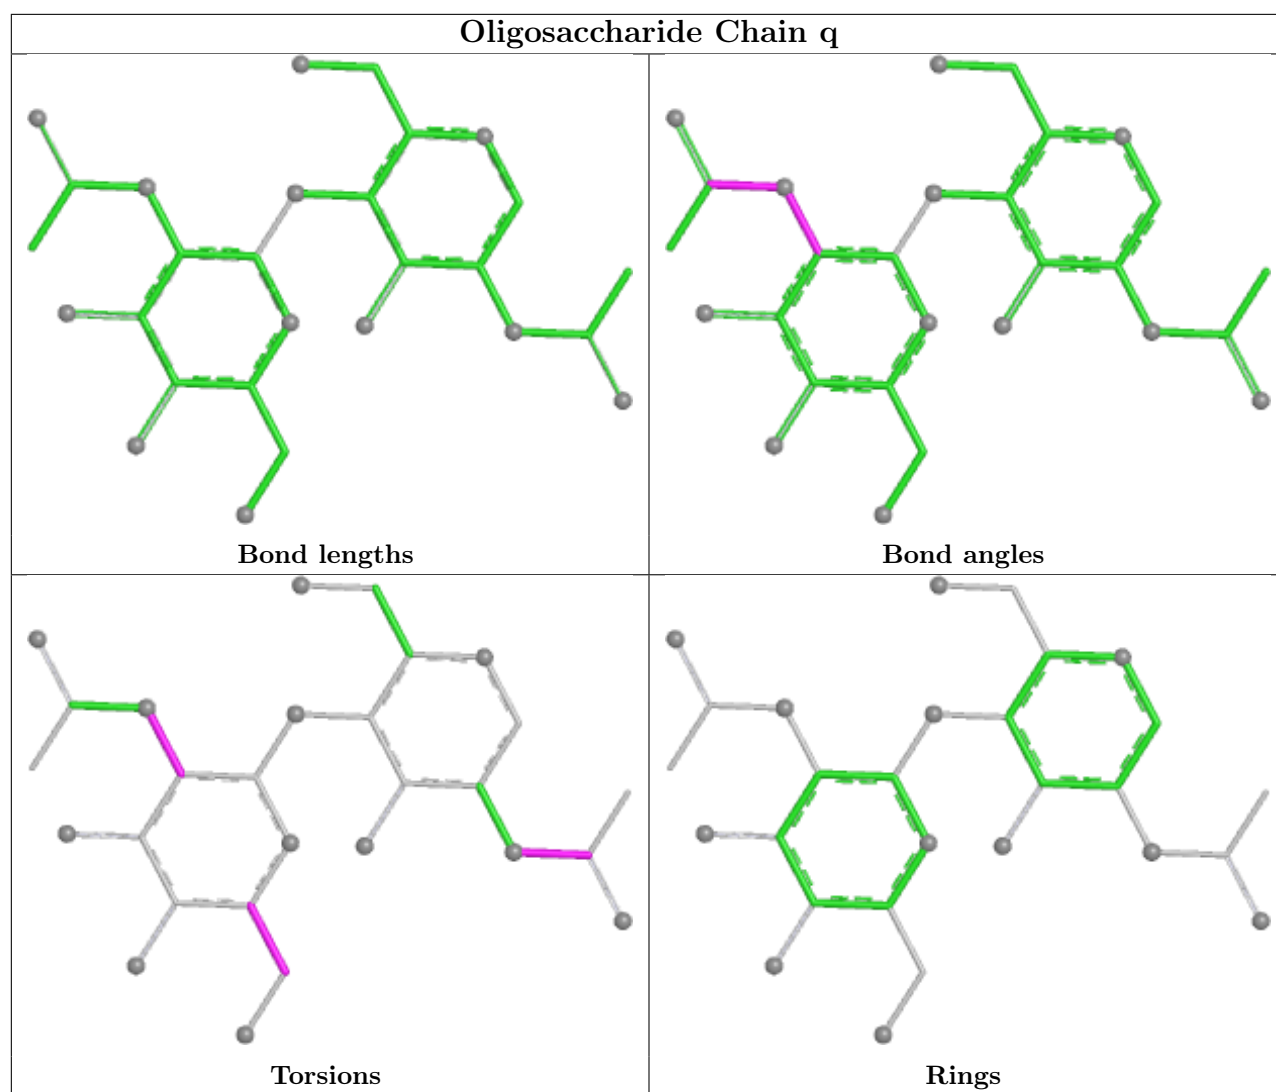 Oligosaccharide Chain q
Bond lengths
Bond angles
Torsions
Rings